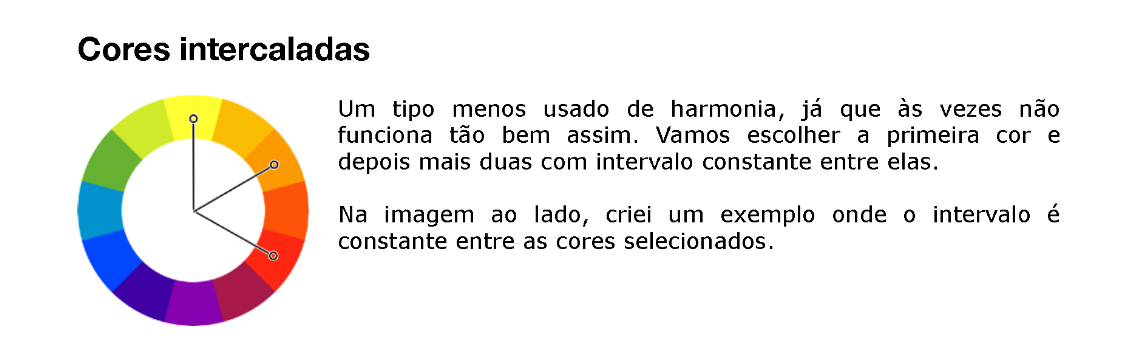 Cores intercaladas
Um tipo menos usado de harmonia, já que às vezes não
funciona tão bem assim. Vamos escolher a primeira cor e
depois mais duas com intervalo constante entre elas.
Na imagem ao lado, criei um exemplo onde o intervalo é
constante entre as cores selecionados.